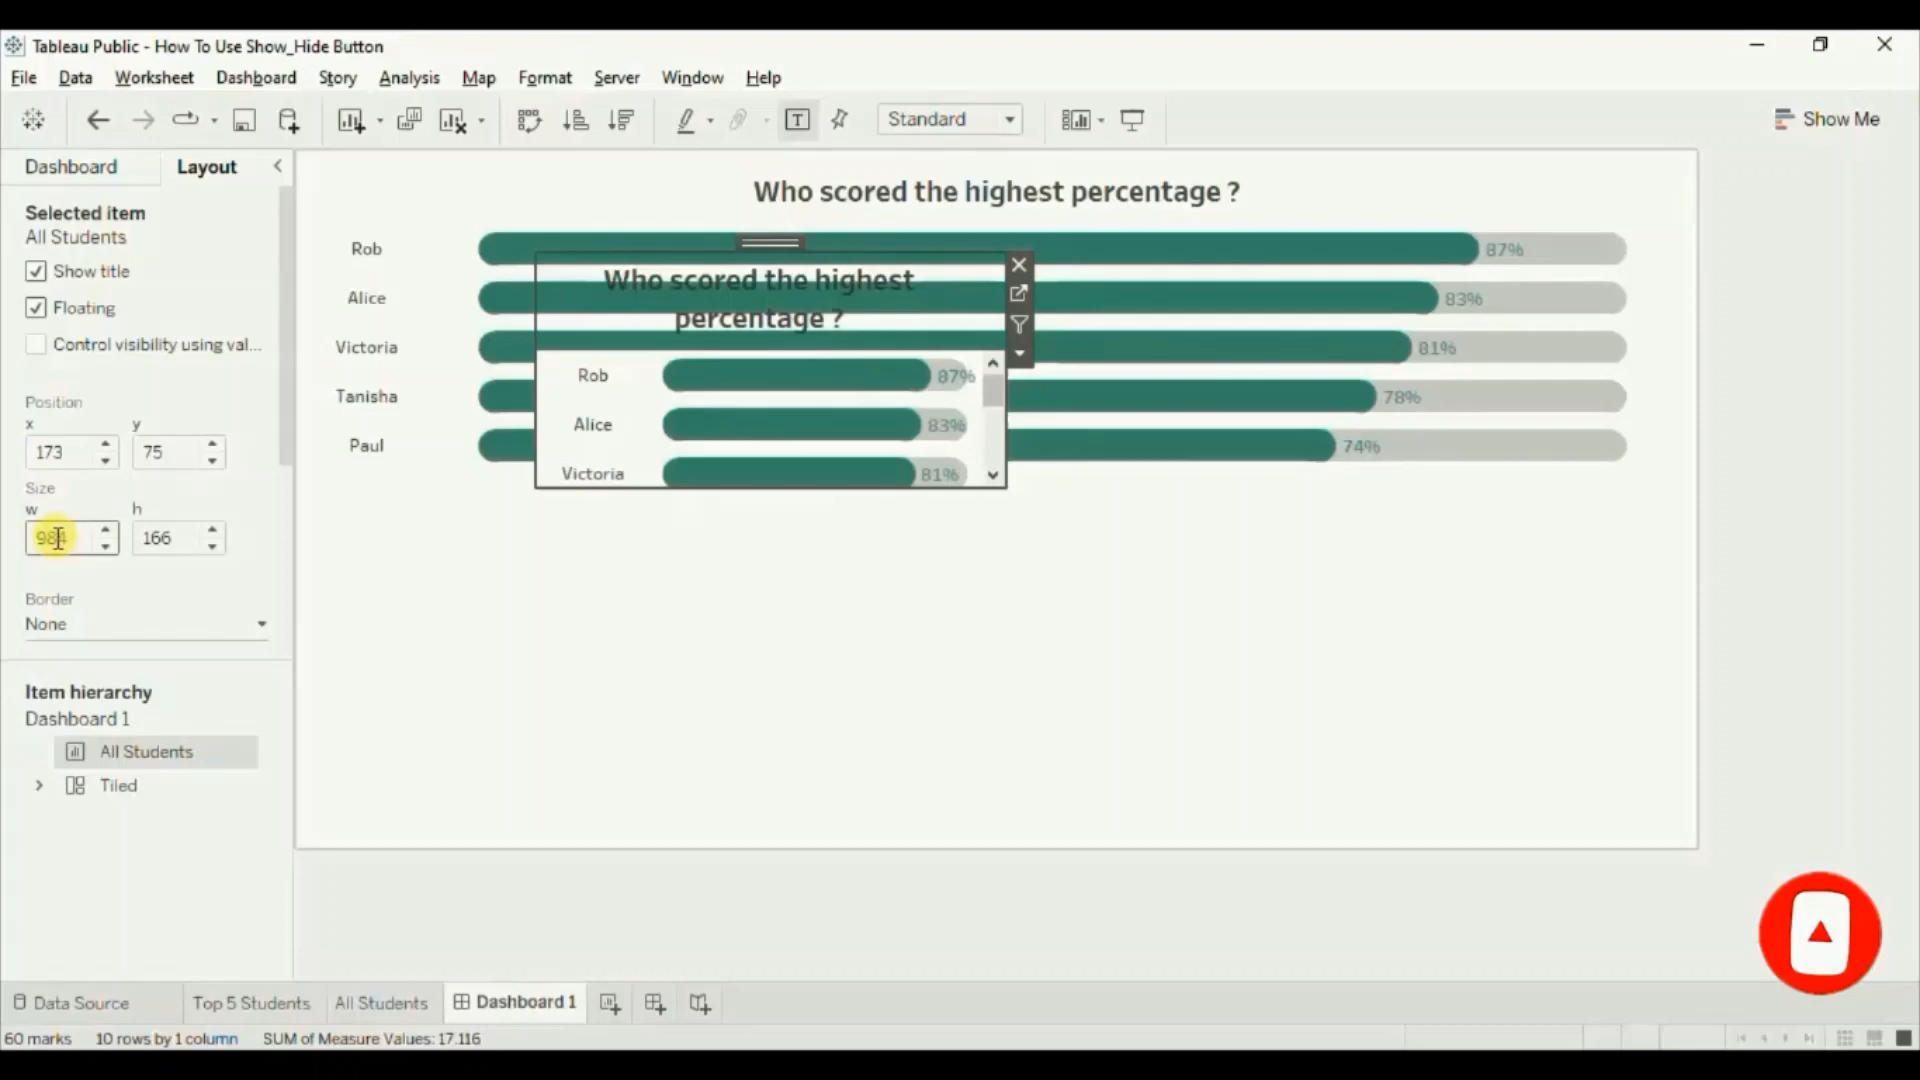 Tableau Public - How To Use Show_Hide Button
File Data Worksheet Dashboard Story Analysis Map Format Server Window Help
Standard
Show Me
Dashboard Layout
Selected item
All Students
Show title
Floating
Control visibility using val...
Position
x y
173 75
Size
w h
984 166
Border
None
Item hierarchy
Dashboard 1
All Students
Tiled
Who scored the highest percentage ?
Rob 87%
Alice 83%
Victoria 81%
Tanisha 78%
Paul 74%
Who scored the highest
percentage ?
Rob 87%
Alice 83%
Victoria 81%
Data Source Top 5 Students All Students Dashboard 1
60 marks 10 rows by 1 column SUM of Measure Values: 17.116